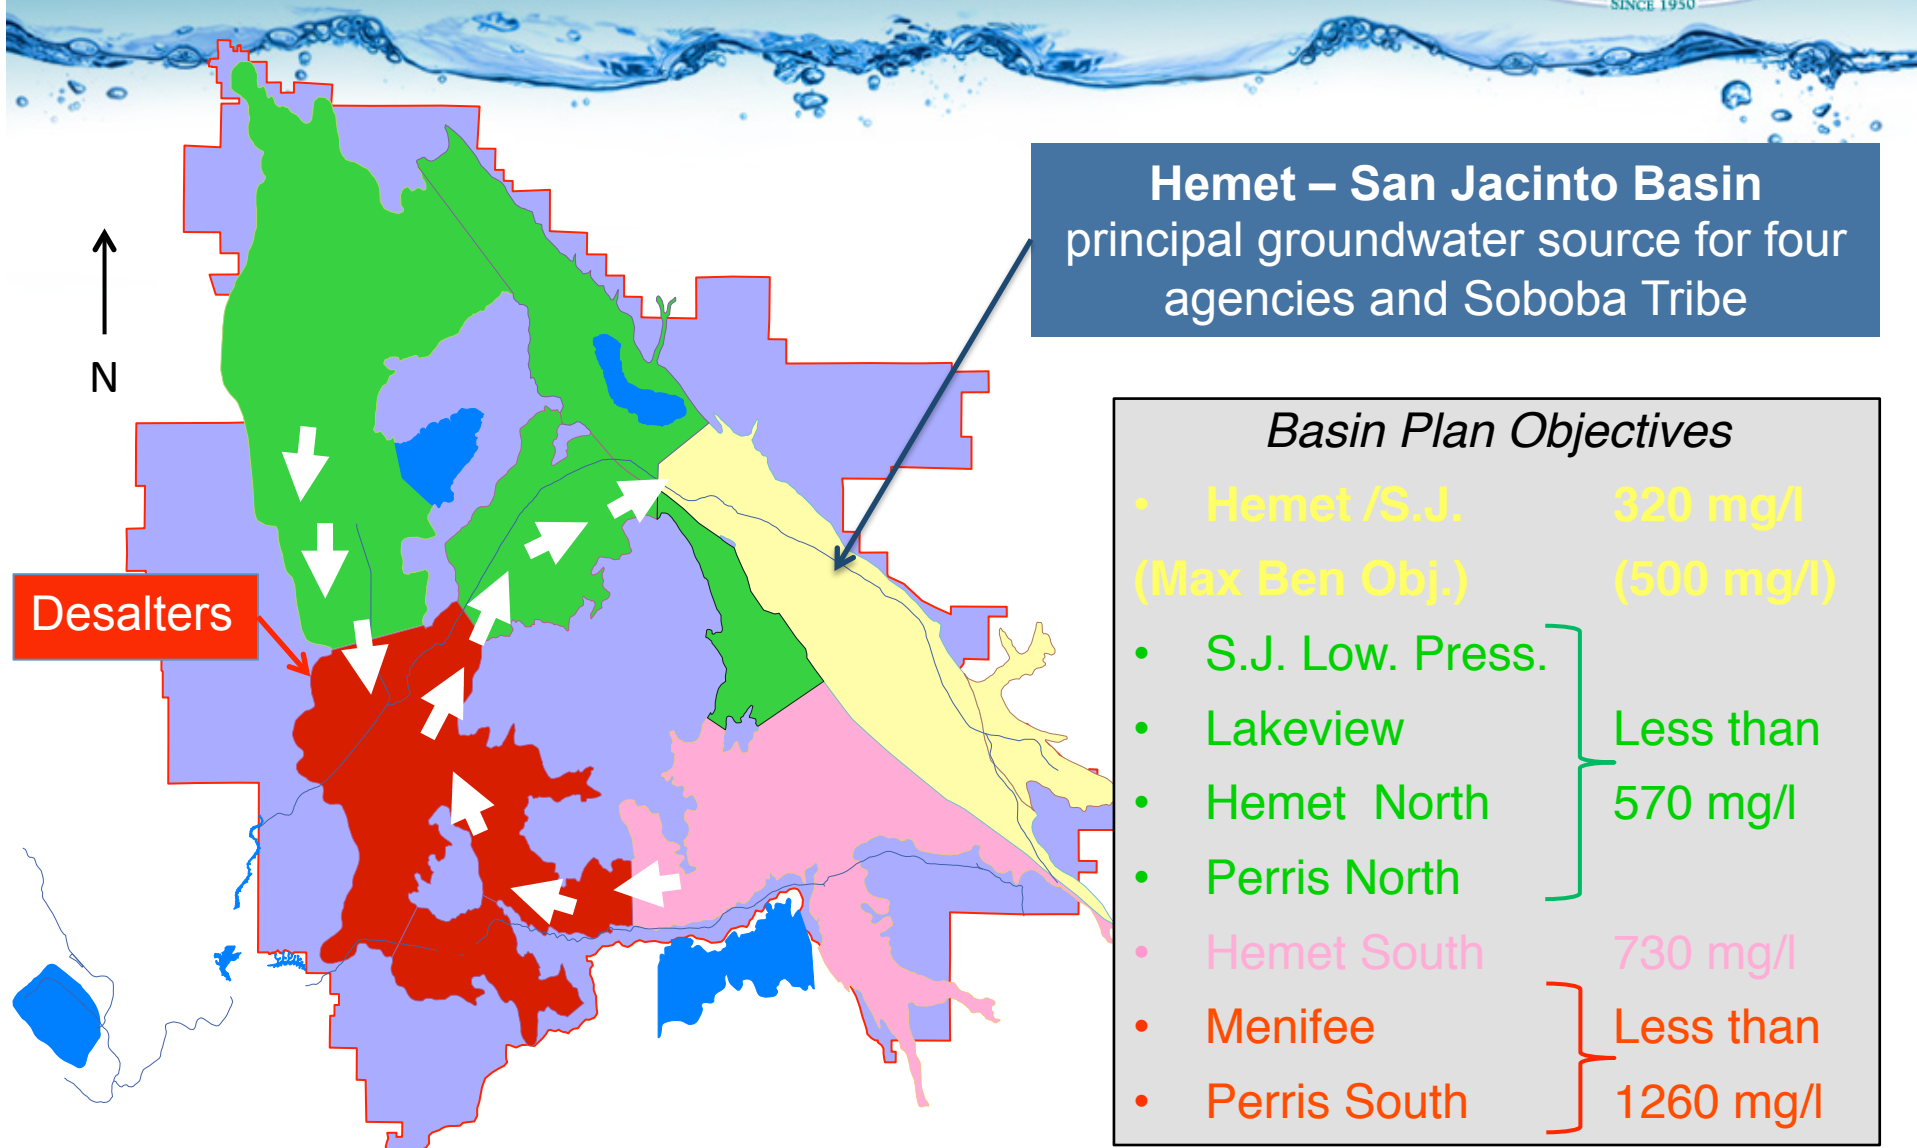 SINCE 1950
Hemet – San Jacinto Basin
principal groundwater source for four
agencies and Soboba Tribe
N
Desalters
Basin Plan Objectives
• Hemet /S.J. 320 mg/l
(Max Ben Obj.) (500 mg/l)
• S.J. Low. Press.
• Lakeview Less than
• Hemet North 570 mg/l
• Perris North
• Hemet South 730 mg/l
• Menifee Less than
• Perris South 1260 mg/l